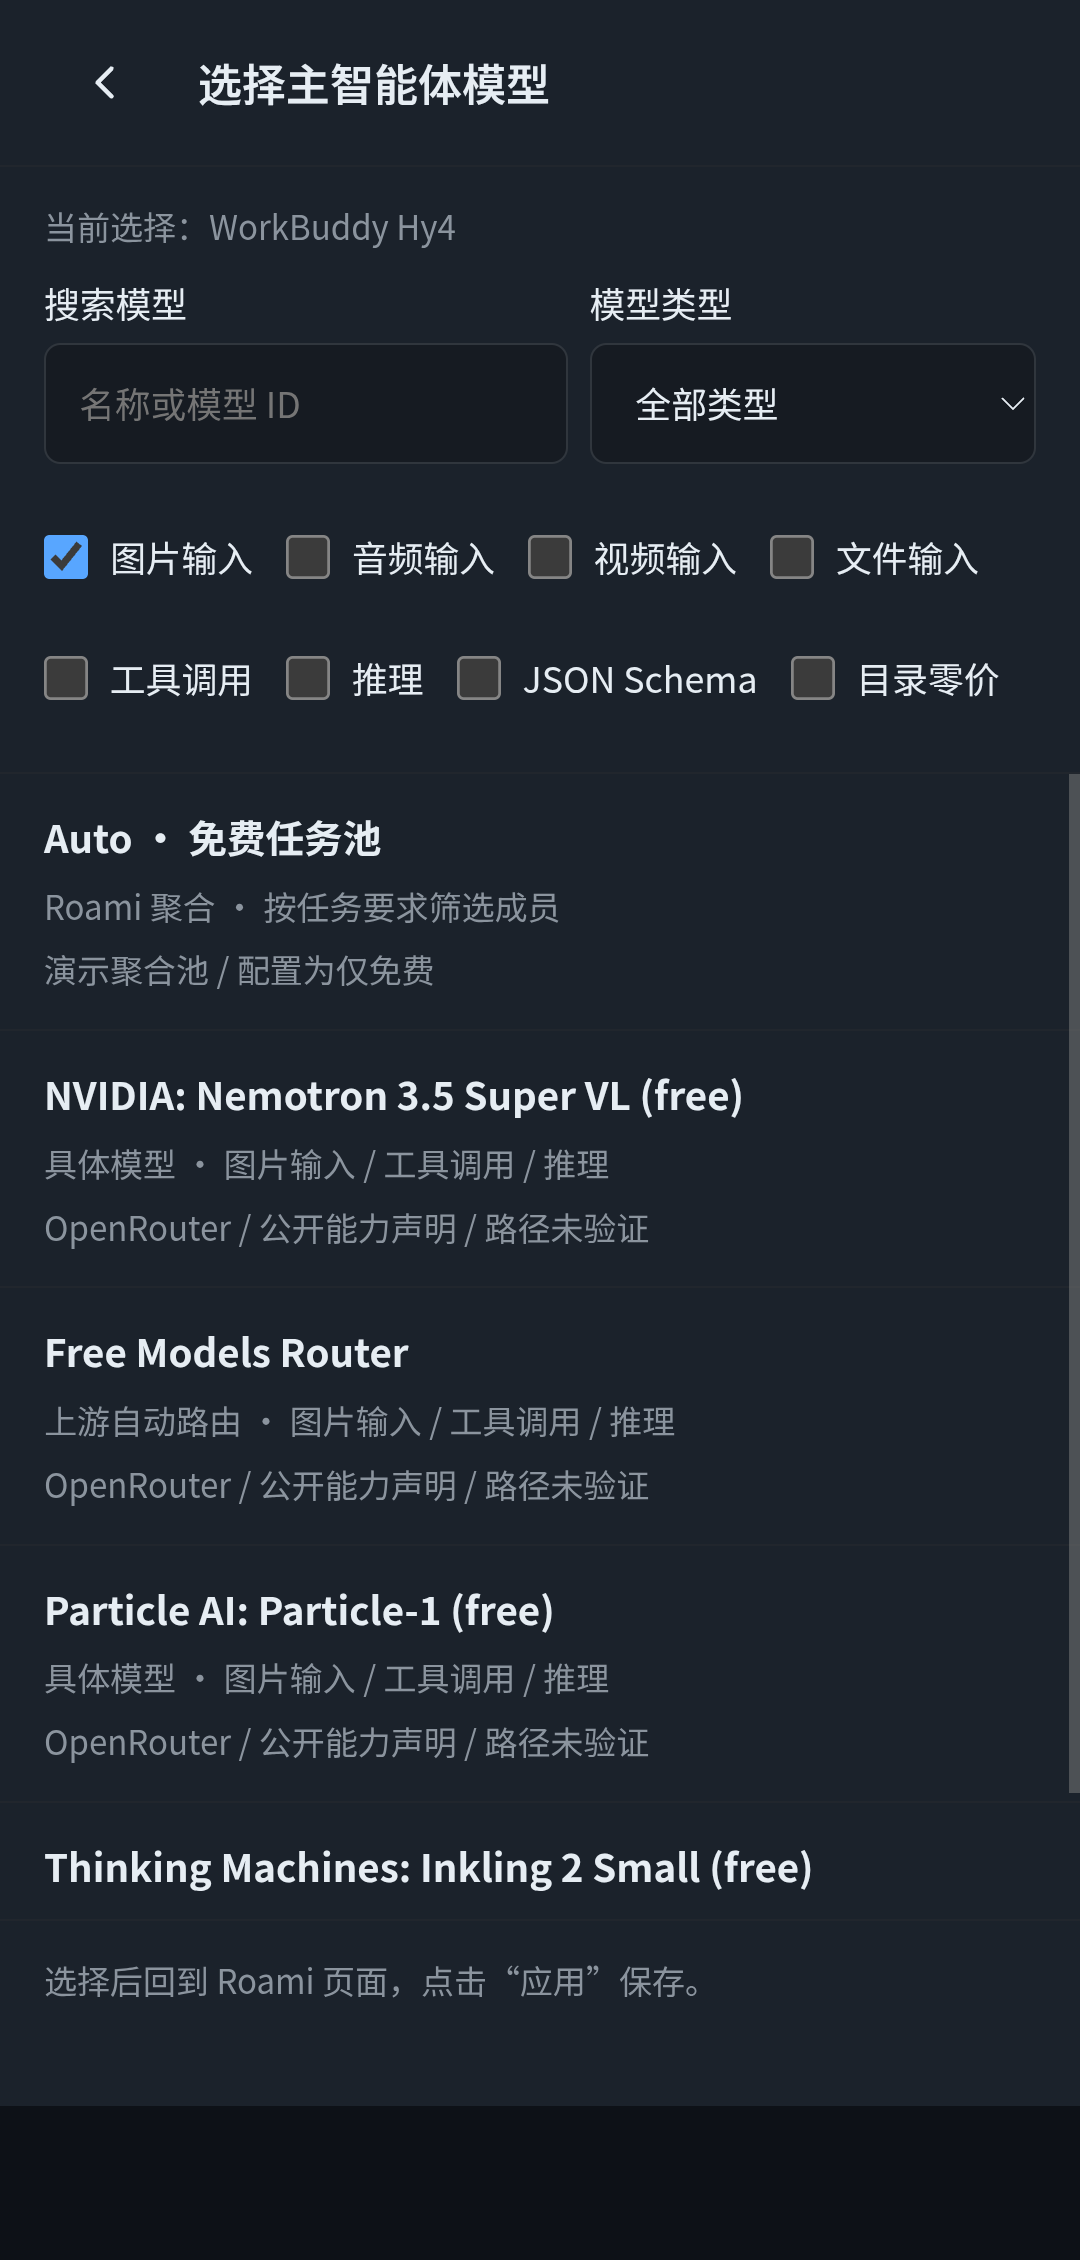 选择主智能体模型
当前选择：WorkBuddy Hy4
搜索模型
模型类型
名称或模型 ID
全部类型
图片输入 音频输入 视频输入 文件输入
工具调用 推理 JSON Schema 目录零价
Auto · 免费任务池
Roami 聚合 · 按任务要求筛选成员
演示聚合池 / 配置为仅免费
NVIDIA: Nemotron 3.5 Super VL (free)
具体模型 · 图片输入 / 工具调用 / 推理
OpenRouter / 公开能力声明 / 路径未验证
Free Models Router
上游自动路由 · 图片输入 / 工具调用 / 推理
OpenRouter / 公开能力声明 / 路径未验证
Particle AI: Particle-1 (free)
具体模型 · 图片输入 / 工具调用 / 推理
OpenRouter / 公开能力声明 / 路径未验证
Thinking Machines: Inkling 2 Small (free)
选择后回到 Roami 页面，点击“应用”保存。